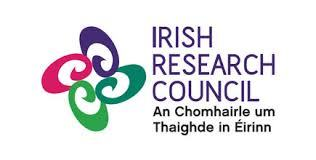 IRISH
RESEARCH
COUNCIL
An Chomhairle um
Thaighde in Éirinn